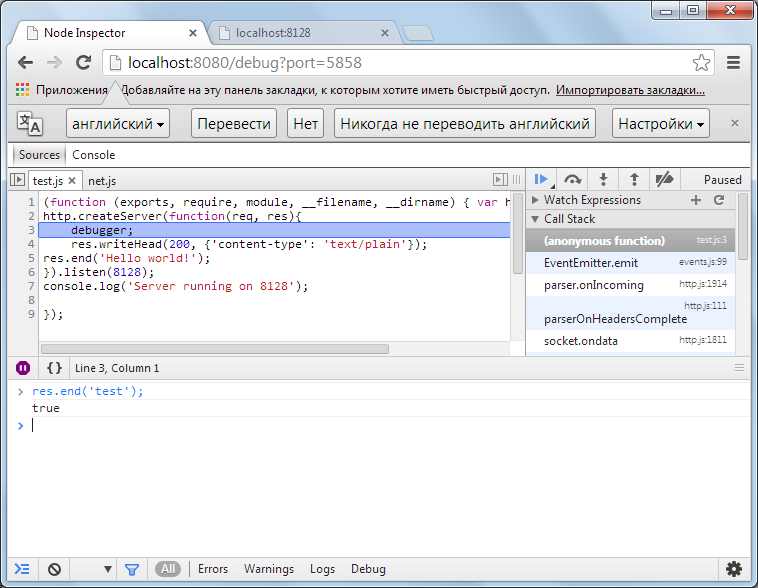 Node Inspector
localhost:8128
localhost:8080/debug?port=5858
Приложения
Добавляйте на эту панель закладки, к которым хотите иметь быстрый доступ. Импортировать закладки...
английский Перевести Нет Никогда не переводить английский Настройки
Sources Console
test.js net.js Paused
1 (function (exports, require, module, __filename, __dirname) { var h
2 http.createServer(function(req, res){
3 debugger;
4 res.writeHead(200, {'content-type': 'text/plain'});
5 res.end('Hello world!');
6 }).listen(8128);
7 console.log('Server running on 8128');
8
9 });
Watch Expressions
Call Stack
(anonymous function) test.js:3
EventEmitter.emit events.js:99
parser.onIncoming http.js:1914
http.js:111
parserOnHeadersComplete
socket.ondata http.js:1811
{} Line 3, Column 1
> res.end('test');
true
>
All Errors Warnings Logs Debug